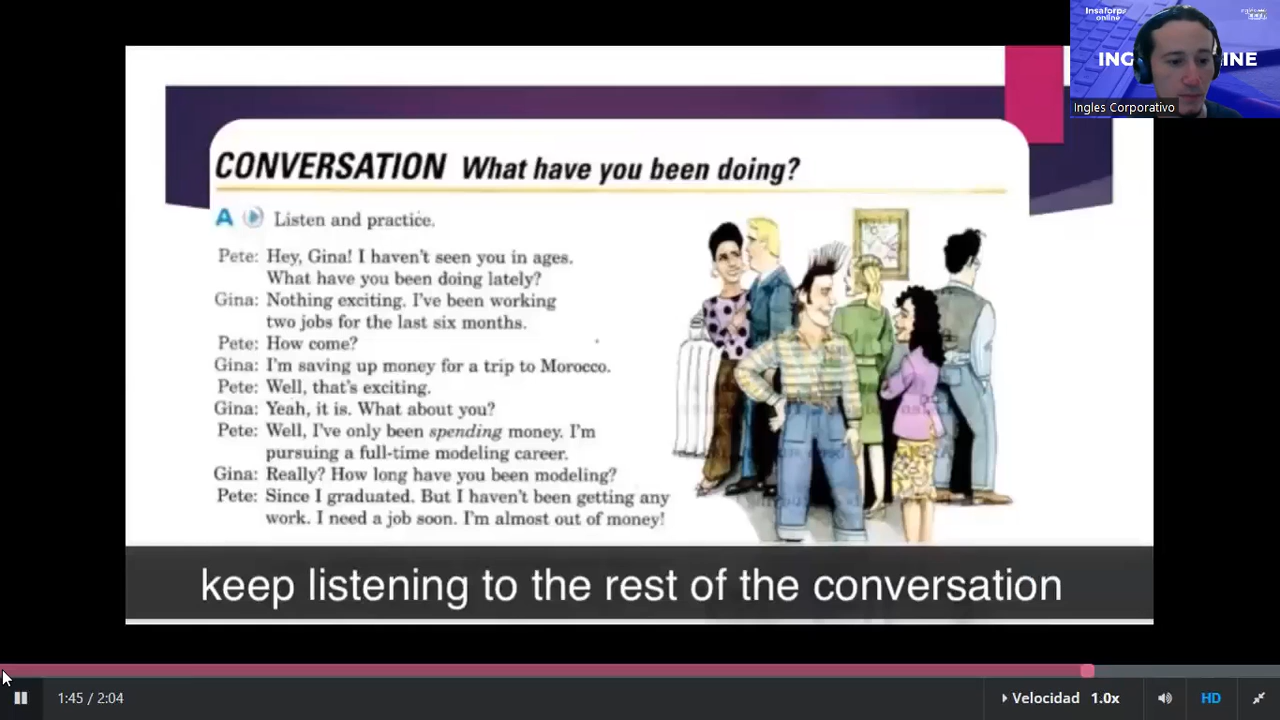 Insaforp
online
ING
INE
Ingles Corporativo
CONVERSATION What have you been doing?
A Listen and practice.
Pete: Hey, Gina! I haven't seen you in ages.
What have you been doing lately?
Gina: Nothing exciting. I've been working
two jobs for the last six months.
Pete: How come?
Gina: I'm saving up money for a trip to Morocco.
Pete: Well, that's exciting.
Gina: Yeah, it is. What about you?
Pete: Well, I've only been spending money. I'm
pursuing a full-time modeling career.
Gina: Really? How long have you been modeling?
Pete: Since I graduated. But I haven't been getting any
work. I need a job soon. I'm almost out of money!
keep listening to the rest of the conversation
1:45 / 2:04
Velocidad 1.0x
HD